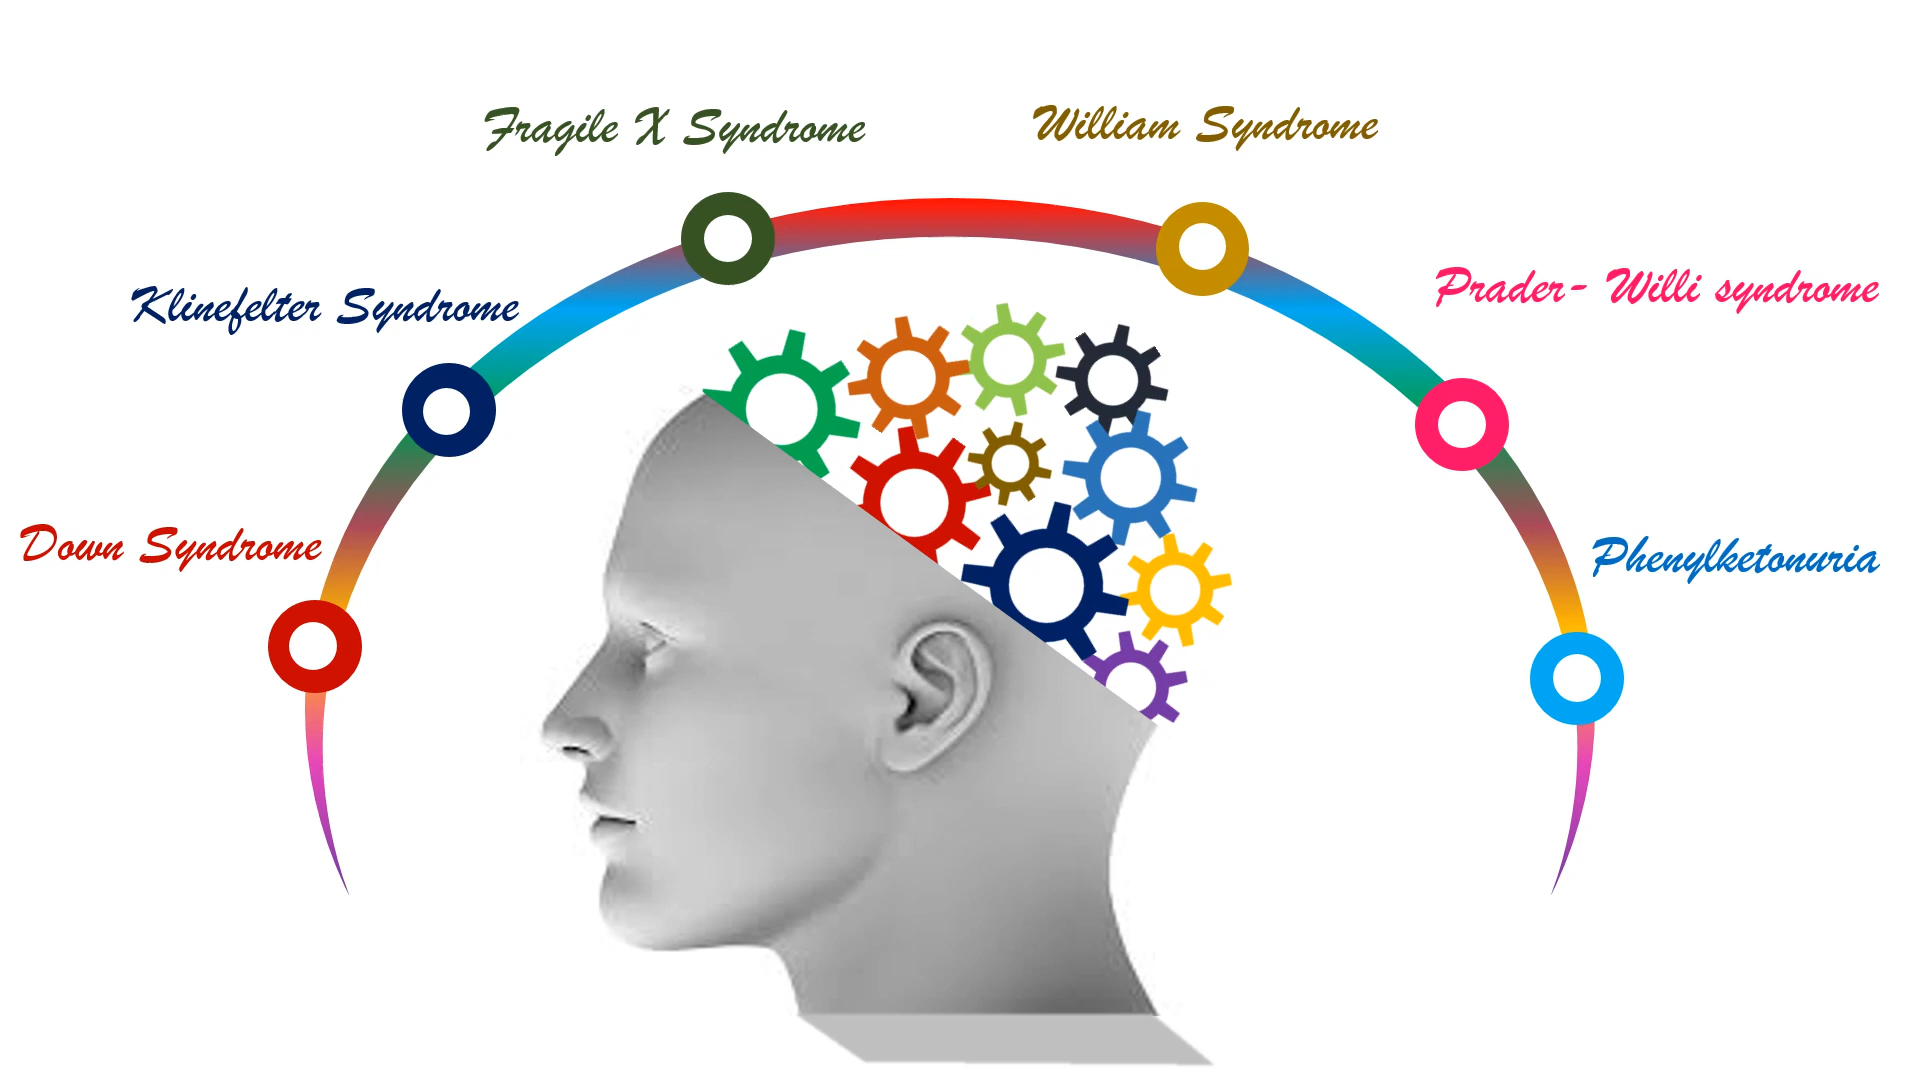 Fragile X Syndrome
William Syndrome
Klinefelter Syndrome
Prader- Willi syndrome
Down Syndrome
Phenylketonuria